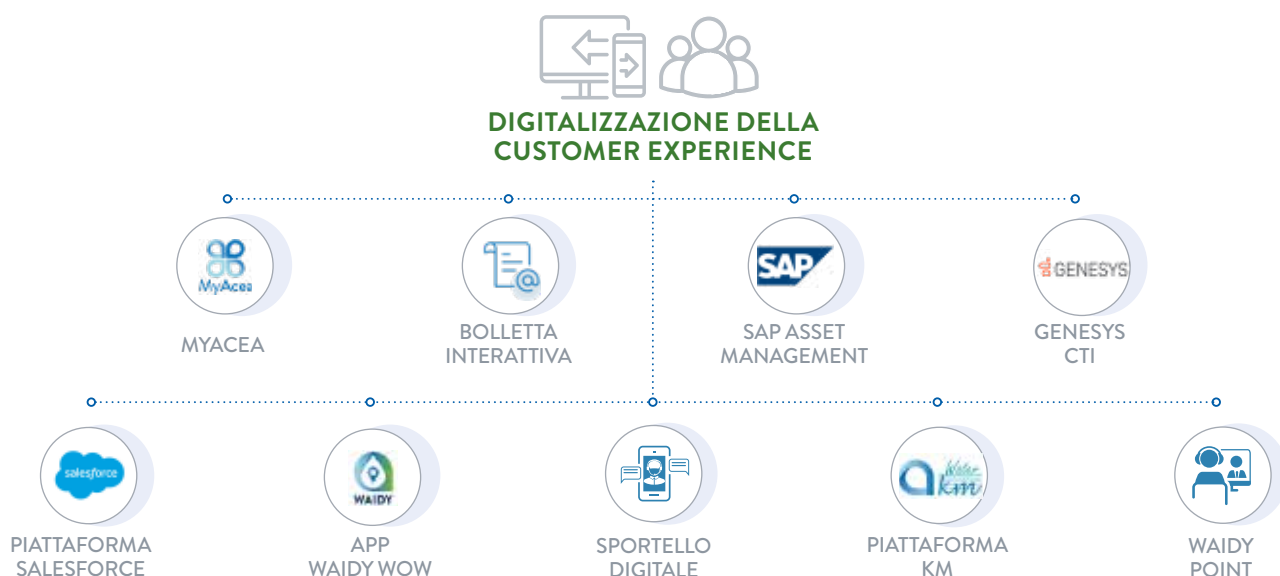 DIGITALIZZAZIONE DELLA
CUSTOMER EXPERIENCE
MyAcea
SAP
GENESYS
MYACEA
BOLLETTA
INTERATTIVA
SAP ASSET
MANAGEMENT
GENESYS
CTI
salesforce
WAIDY
Water
km
PIATTAFORMA
SALESFORCE
APP
WAIDY WOW
SPORTELLO
DIGITALE
PIATTAFORMA
KM
WAIDY
POINT